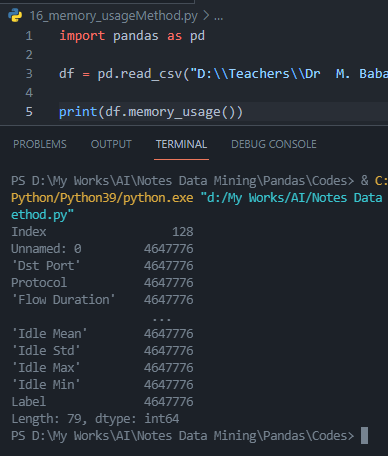 16_memory_usageMethod.py > ...
1 import pandas as pd
2
3 df = pd.read_csv("D:\\Teachers\\Dr  M. Baba
4
5 print(df.memory_usage())
PROBLEMS OUTPUT TERMINAL DEBUG CONSOLE
PS D:\My Works\AI\Notes Data Mining\Pandas\Codes> & C:
Python/Python39/python.exe "d:/My Works/AI/Notes Data
ethod.py"
Index 128
Unnamed: 0 4647776
'Dst Port' 4647776
Protocol 4647776
'Flow Duration' 4647776
...
'Idle Mean' 4647776
'Idle Std' 4647776
'Idle Max' 4647776
'Idle Min' 4647776
Label 4647776
Length: 79, dtype: int64
PS D:\My Works\AI\Notes Data Mining\Pandas\Codes>